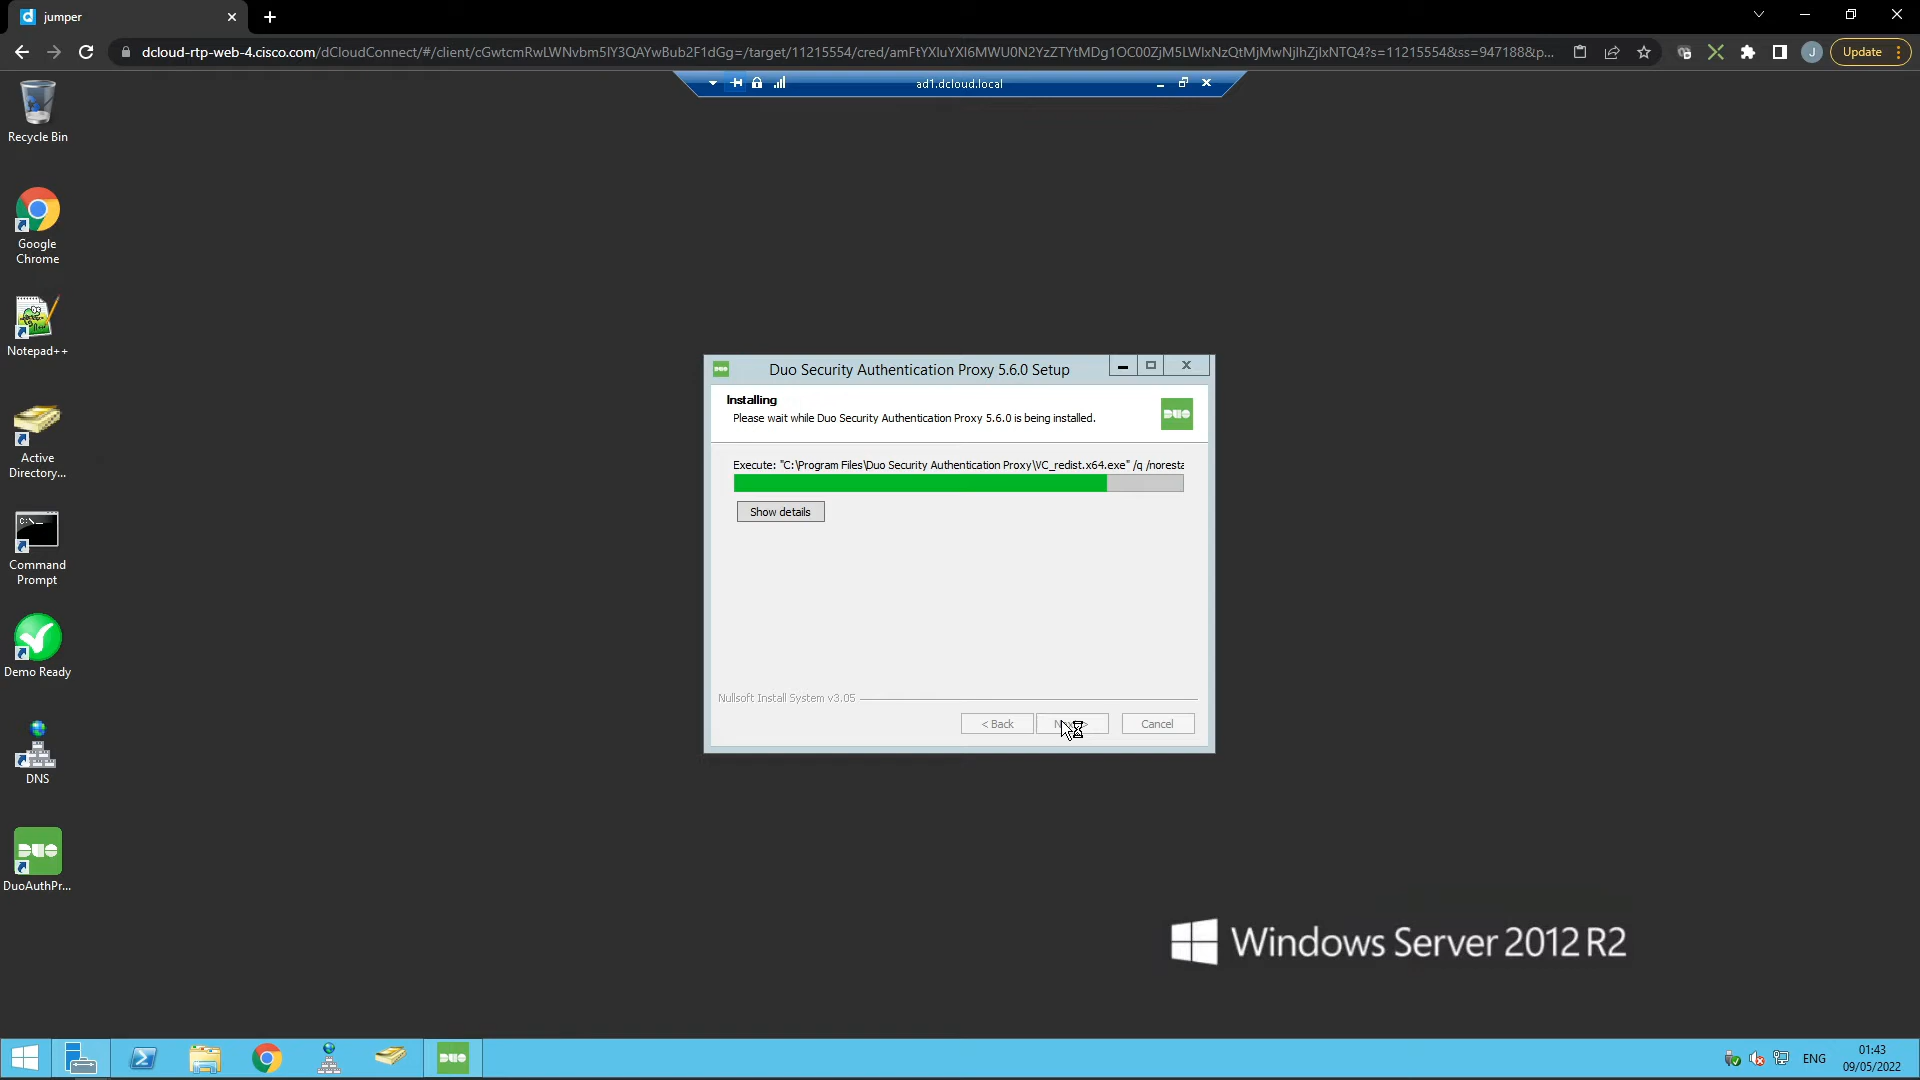 jumper
dcloud-rtp-web-4.cisco.com/dCloudConnect/#/client/cGwtcmRwLWNvbm5lY3QAYwBub2F1dGg=/target/11215554/cred/amFtYXIuYXI6MWU0N2YzZTYtMDg1OC00ZjM5LWIxNzQtMjMwNjlhZjIxNTQ4?s=11215554&ss=947188&p...
J
Update
ad1.dcloud.local
Recycle Bin
Google
Chrome
Notepad++
Active
Directory...
Command
Prompt
Demo Ready
DNS
DUO
DuoAuthPr...
Duo Security Authentication Proxy 5.6.0 Setup
Installing
Please wait while Duo Security Authentication Proxy 5.6.0 is being installed.
DUO
Execute: "C:\Program Files\Duo Security Authentication Proxy\VC_redist.x64.exe" /q /noresta
Show details
Nullsoft Install System v3.05
< Back
Cancel
Windows Server 2012 R2
DUO
ENG
01:43
09/05/2022